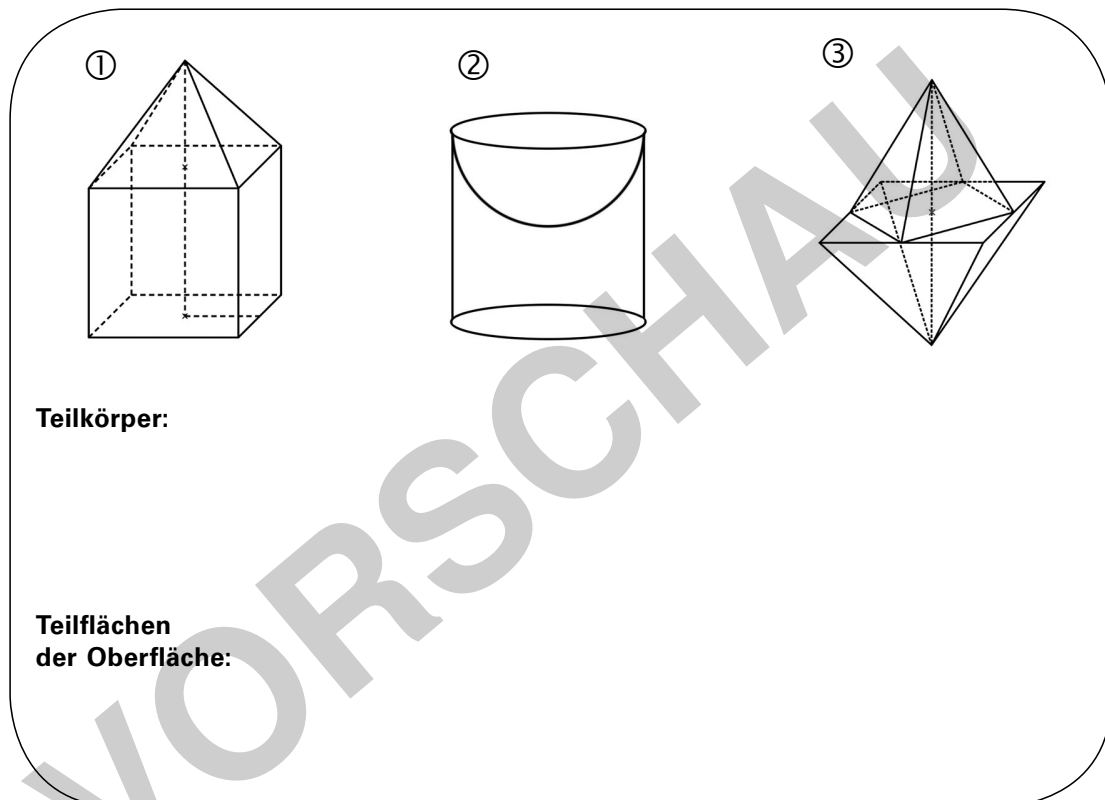 ① ② ③
Teilkörper:
Teilflächen
der Oberfläche:
VORSCHAU